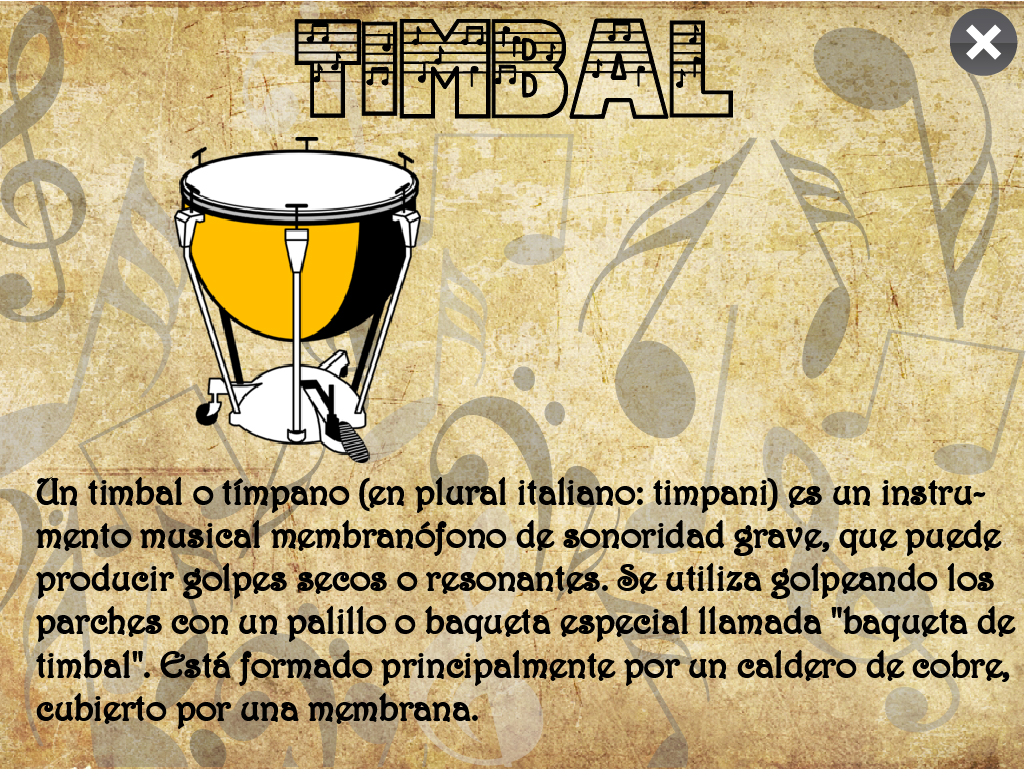 TIMBAL
Un timbal o tímpano (en plural italiano: timpani) es un instru-
mento musical membranófono de sonoridad grave, que puede
producir golpes secos o resonantes. Se utiliza golpeando los
parches con un palillo o baqueta especial llamada "baqueta de
timbal". Está formado principalmente por un caldero de cobre,
cubierto por una membrana.